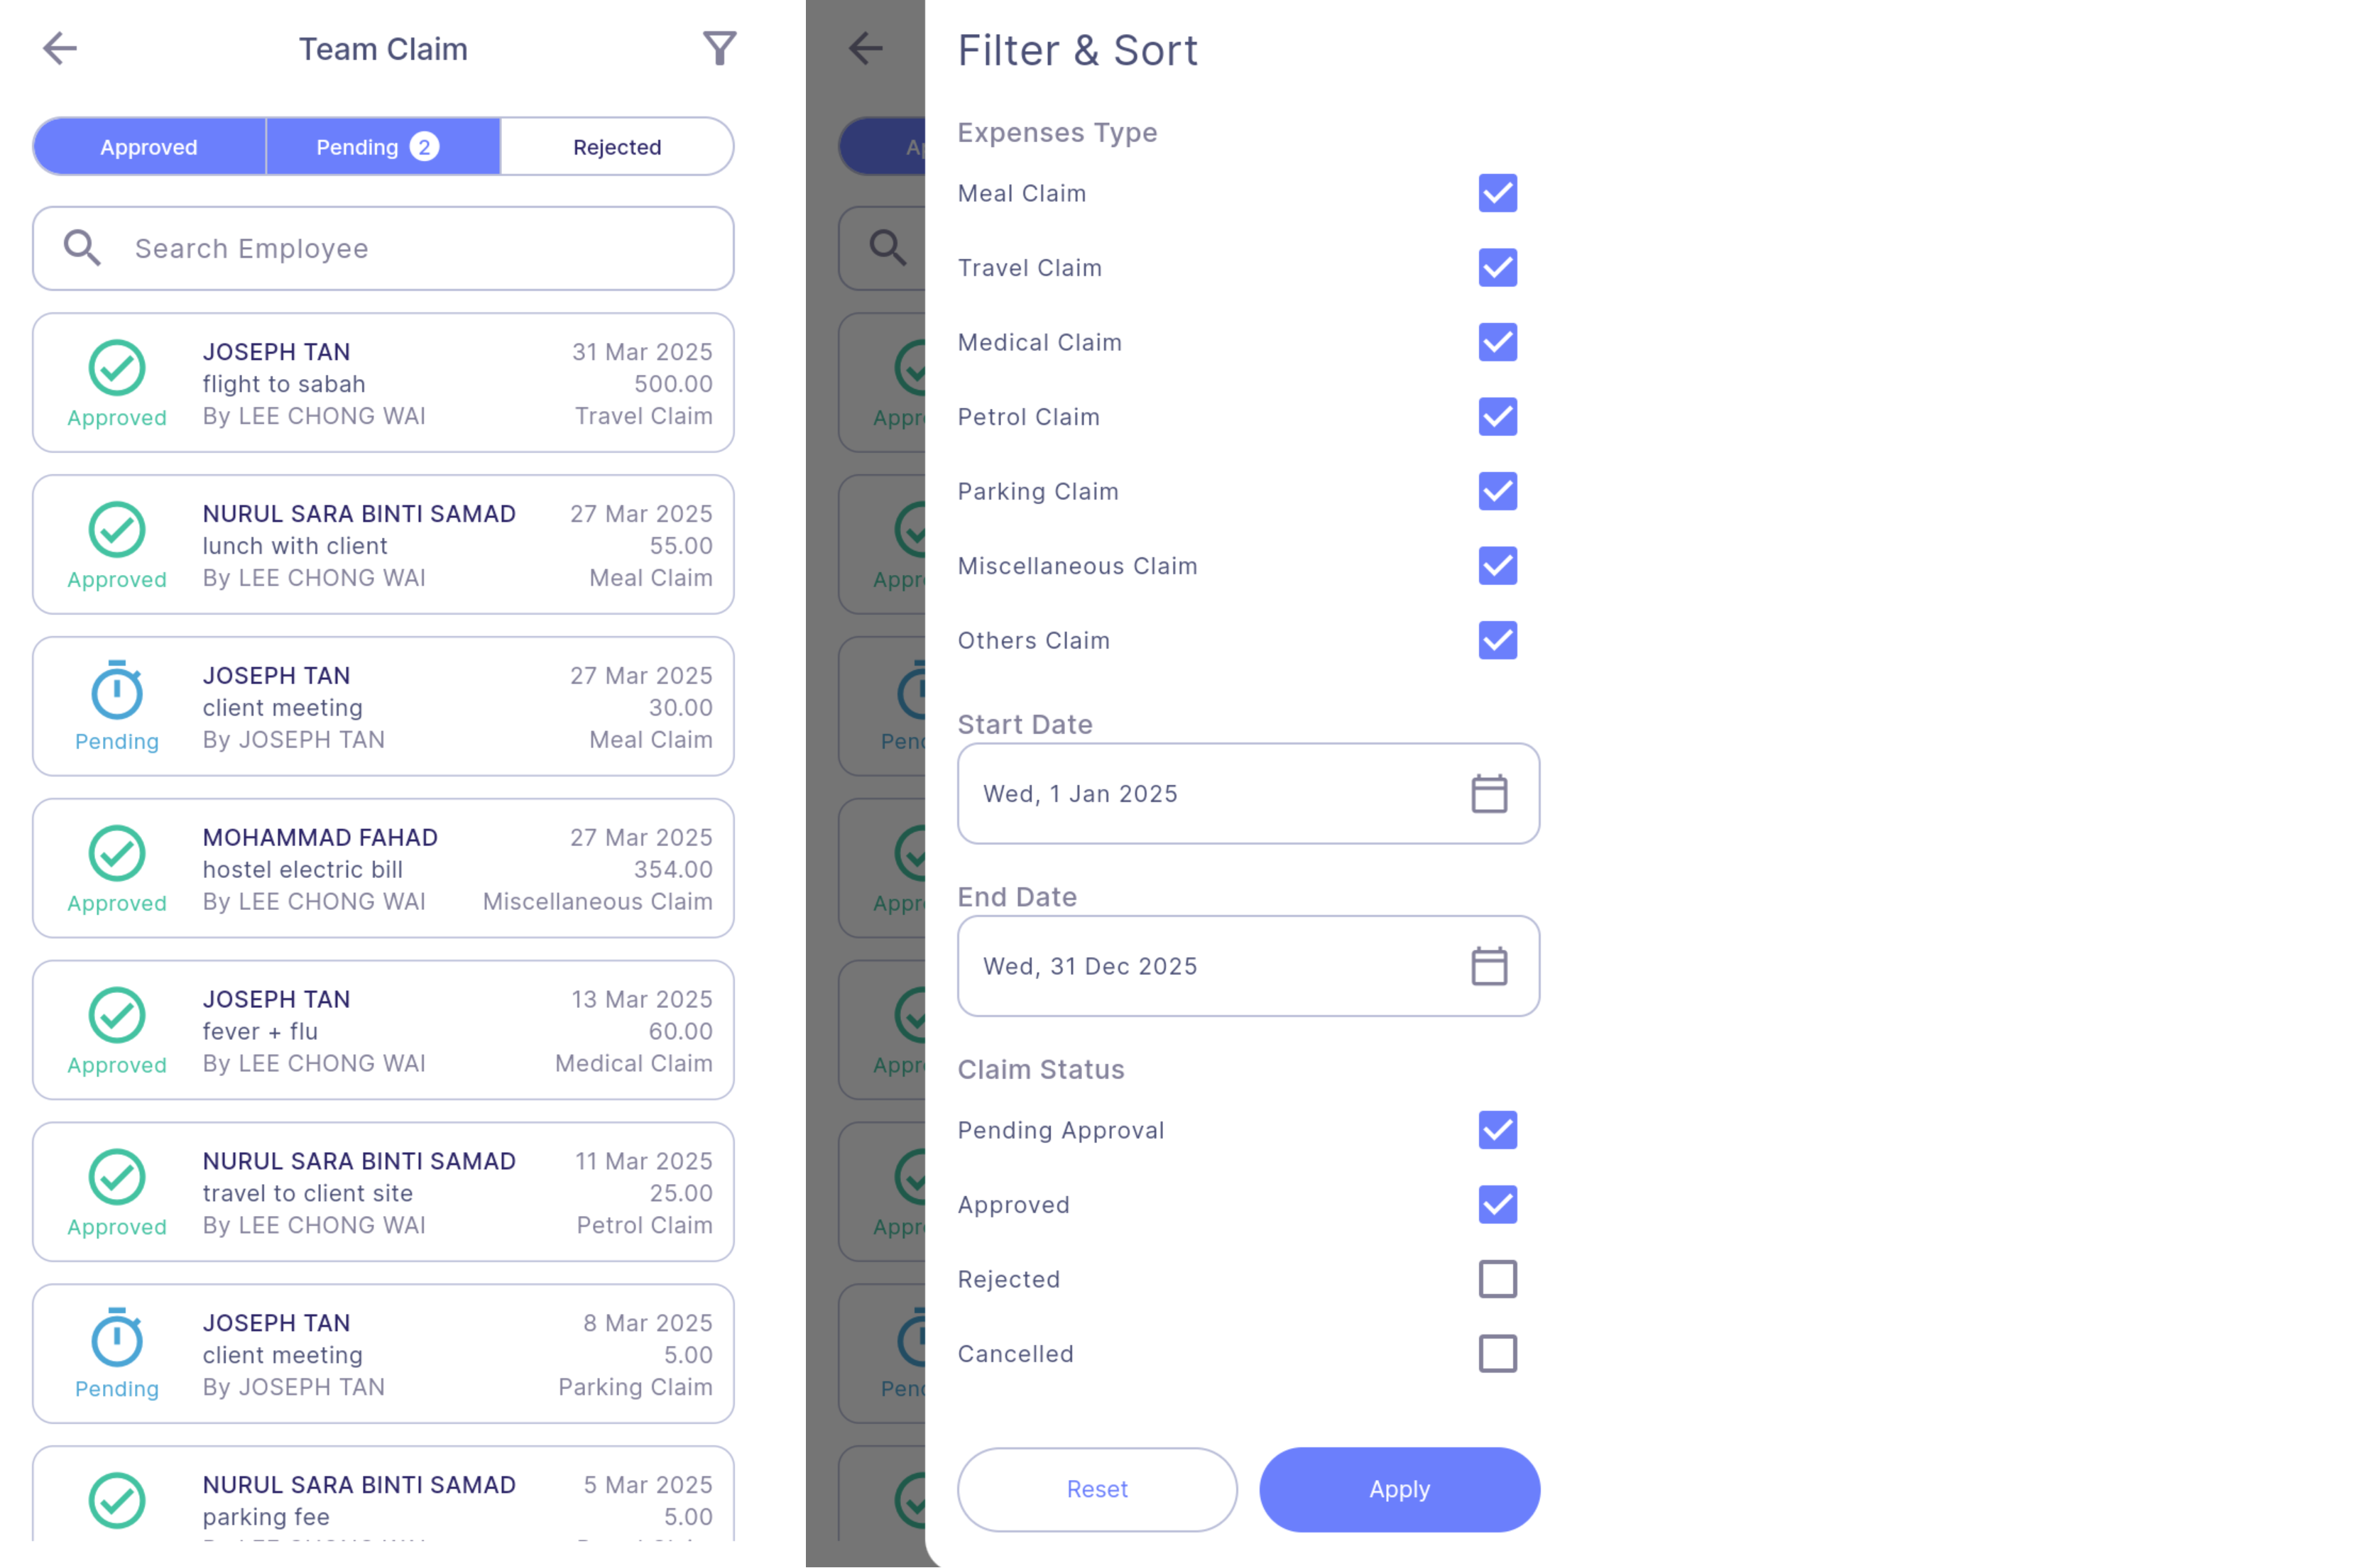 Team Claim
Approved
Pending 2
Rejected
Search Employee
JOSEPH TAN 31 Mar 2025
flight to sabah 500.00
Approved By LEE CHONG WAI Travel Claim
NURUL SARA BINTI SAMAD 27 Mar 2025
lunch with client 55.00
Approved By LEE CHONG WAI Meal Claim
JOSEPH TAN 27 Mar 2025
client meeting 30.00
Pending By JOSEPH TAN Meal Claim
MOHAMMAD FAHAD 27 Mar 2025
hostel electric bill 354.00
Approved By LEE CHONG WAI Miscellaneous Claim
JOSEPH TAN 13 Mar 2025
fever + flu 60.00
Approved By LEE CHONG WAI Medical Claim
NURUL SARA BINTI SAMAD 11 Mar 2025
travel to client site 25.00
Approved By LEE CHONG WAI Petrol Claim
JOSEPH TAN 8 Mar 2025
client meeting 5.00
Pending By JOSEPH TAN Parking Claim
NURUL SARA BINTI SAMAD 5 Mar 2025
parking fee 5.00
Ap
Appr
Appr
Pend
Appr
Appr
Appr
Pend
Filter & Sort
Expenses Type
Meal Claim
Travel Claim
Medical Claim
Petrol Claim
Parking Claim
Miscellaneous Claim
Others Claim
Start Date
Wed, 1 Jan 2025
End Date
Wed, 31 Dec 2025
Claim Status
Pending Approval
Approved
Rejected
Cancelled
Reset
Apply